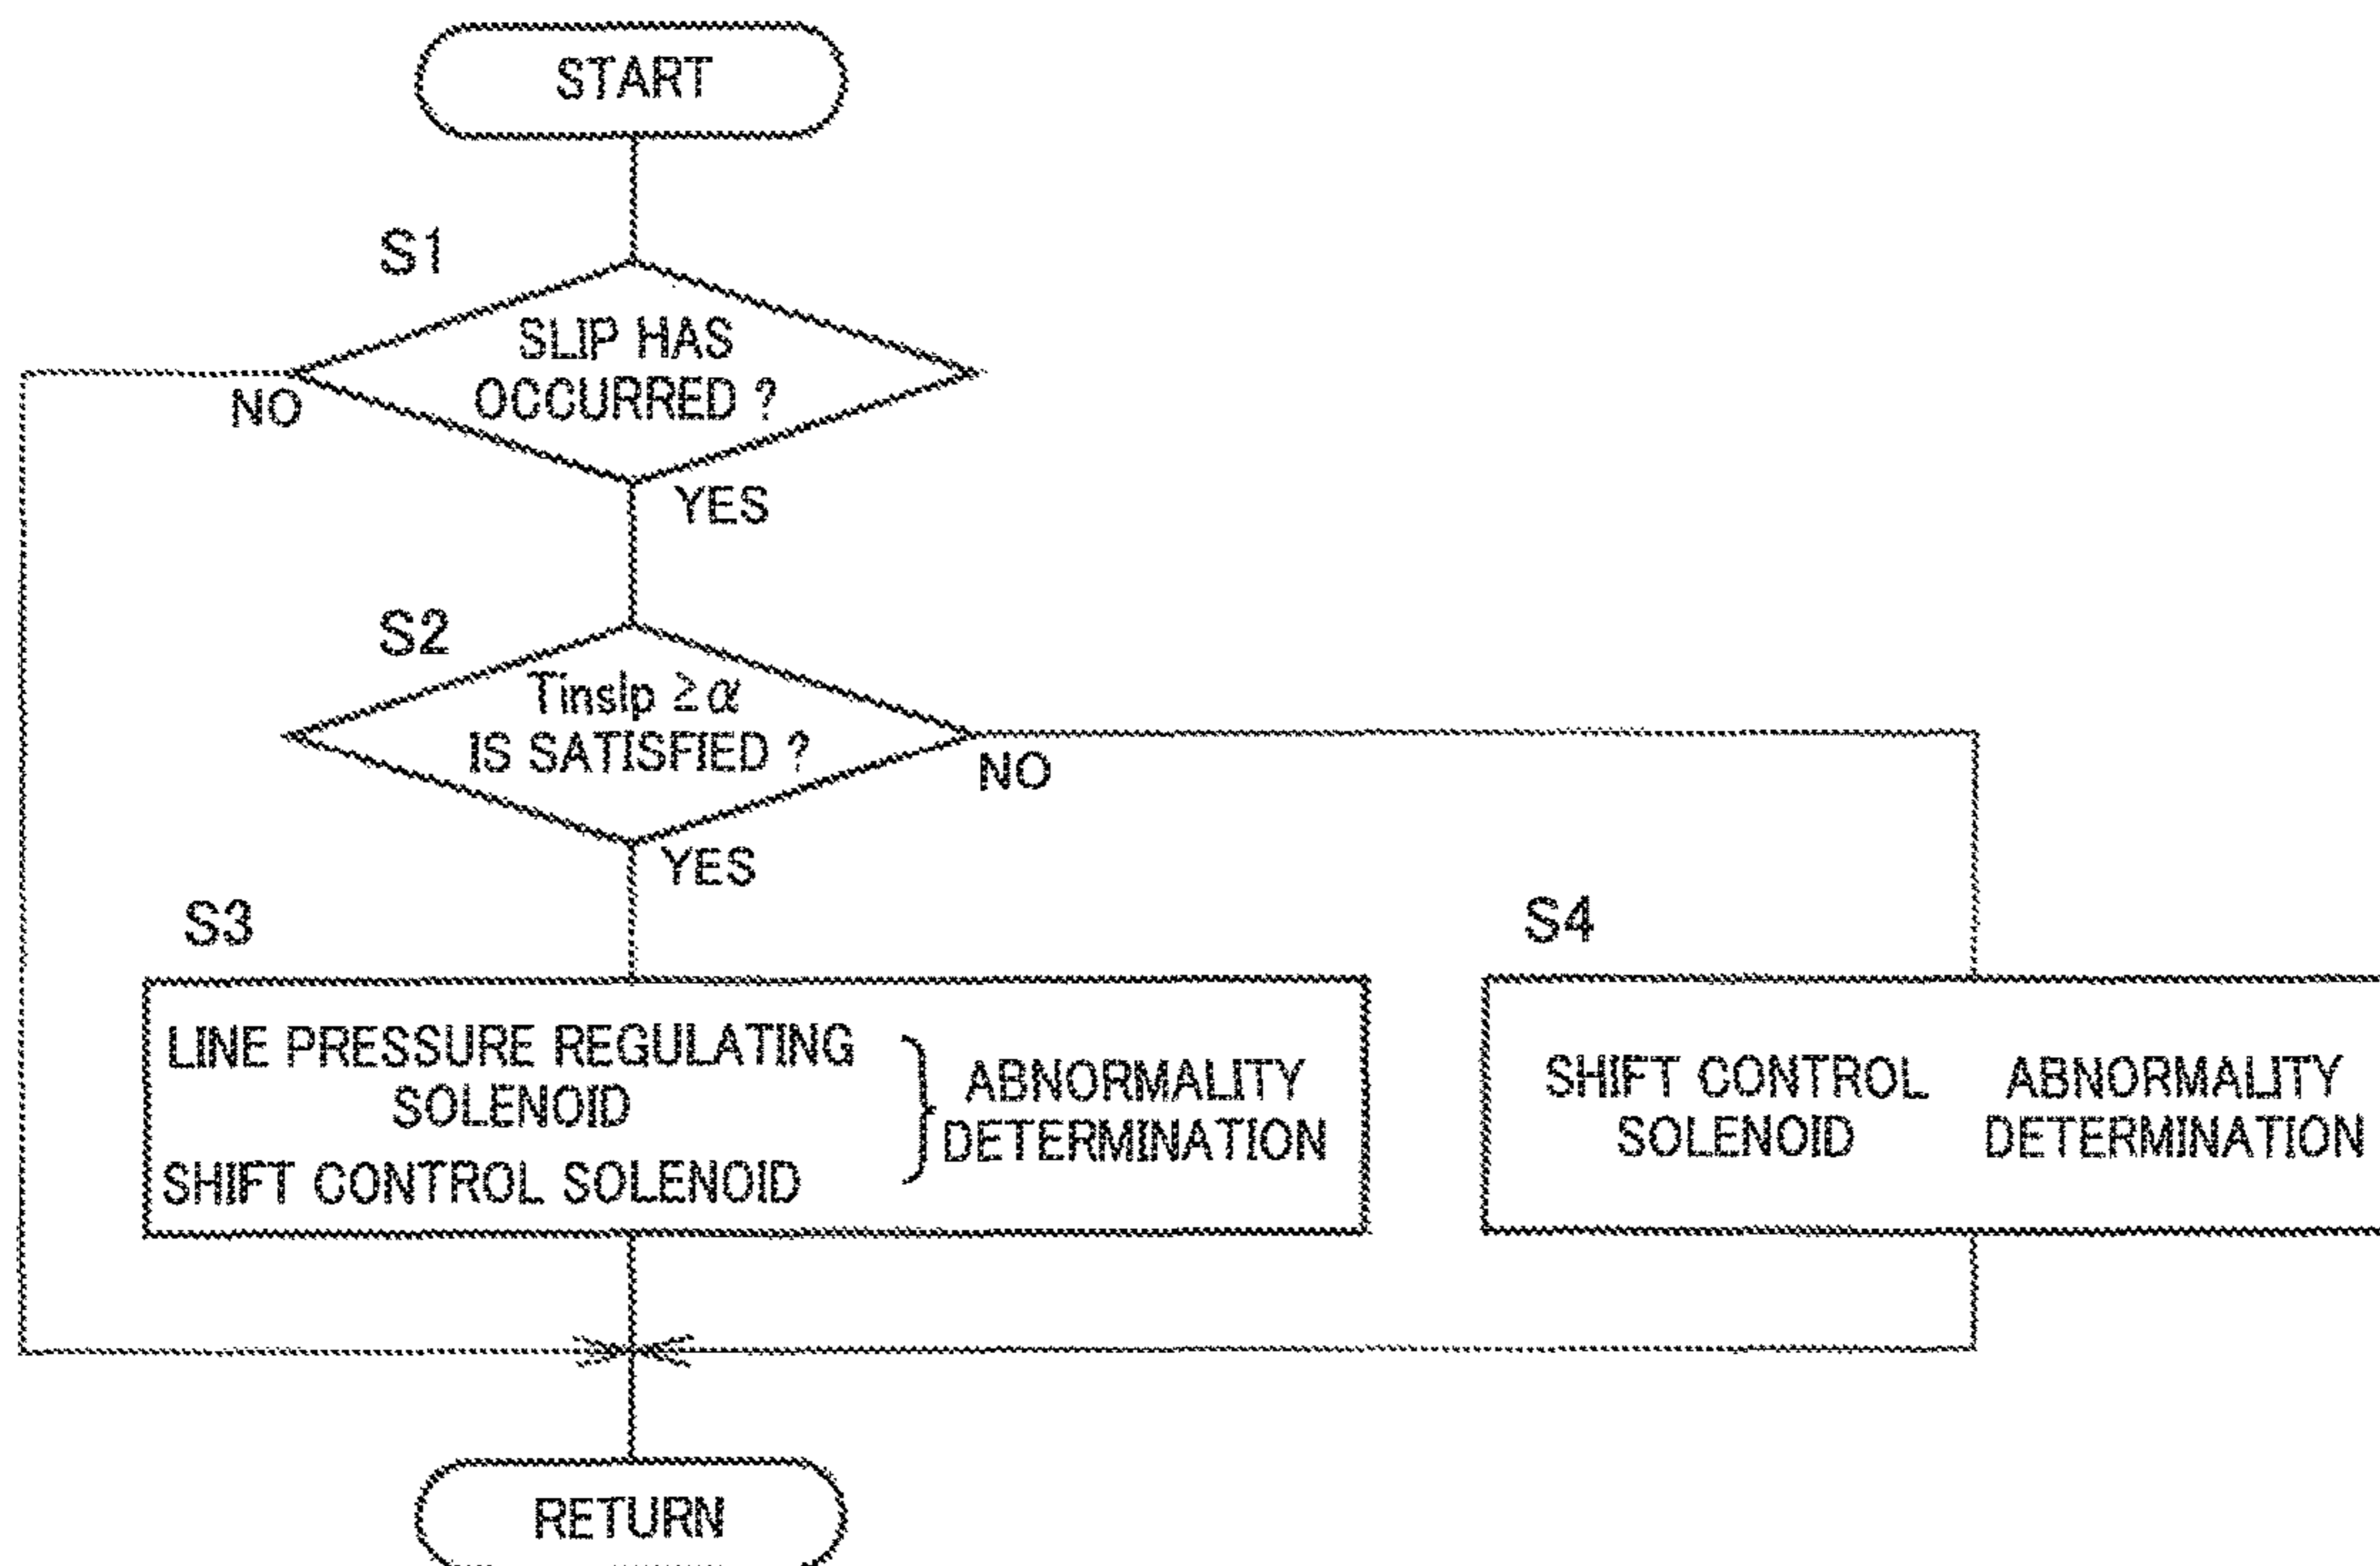 START
S1
SLIP HAS
OCCURRED ?
NO
YES
S2
Tinslp ≥ α
IS SATISFIED ?
NO
YES
S3
LINE PRESSURE REGULATING
SOLENOID
SHIFT CONTROL SOLENOID
ABNORMALITY
DETERMINATION
S4
SHIFT CONTROL
SOLENOID
ABNORMALITY
DETERMINATION
RETURN